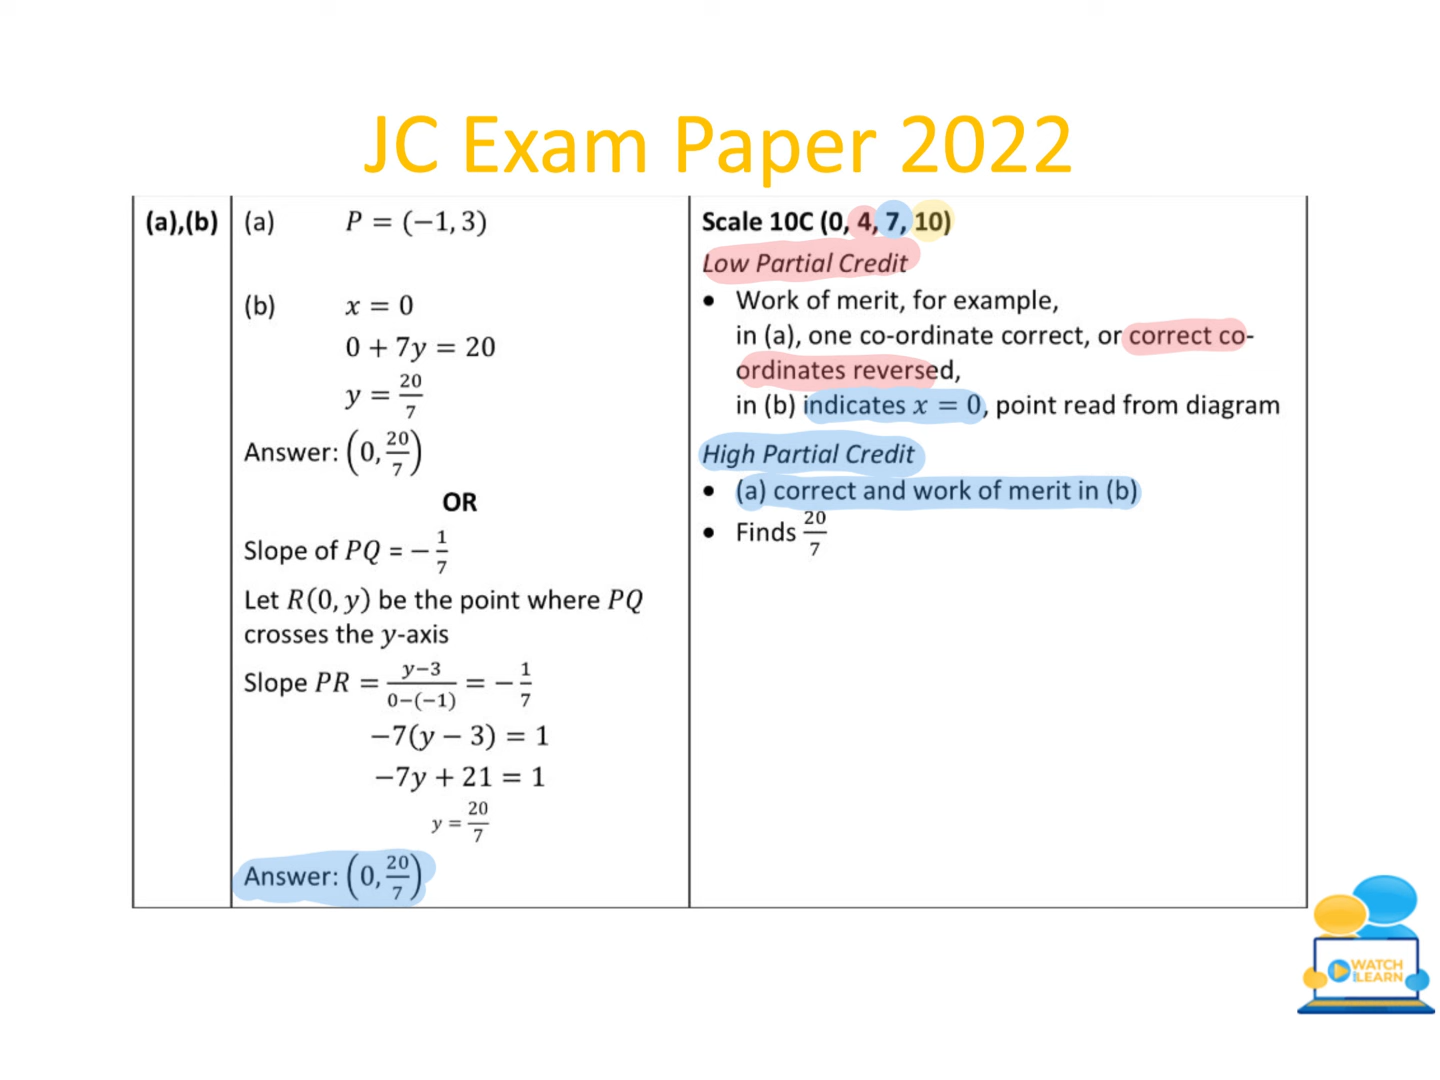 JC Exam Paper 2022
(a),(b)
(a) P = (−1, 3)
(b) x = 0
0 + 7y = 20
y = 20/7
Answer: (0, 20/7)
OR
Slope of PQ = − 1/7
Let R(0, y) be the point where PQ
crosses the y-axis
Slope PR = y−3/0−(−1) = − 1/7
−7(y − 3) = 1
−7y + 21 = 1
y = 20/7
Answer: (0, 20/7)
Scale 10C (0, 4, 7, 10)
Low Partial Credit
• Work of merit, for example,
in (a), one co-ordinate correct, or correct co-
ordinates reversed,
in (b) indicates x = 0, point read from diagram
High Partial Credit
• (a) correct and work of merit in (b)
• Finds 20/7
WATCH
2LEARN